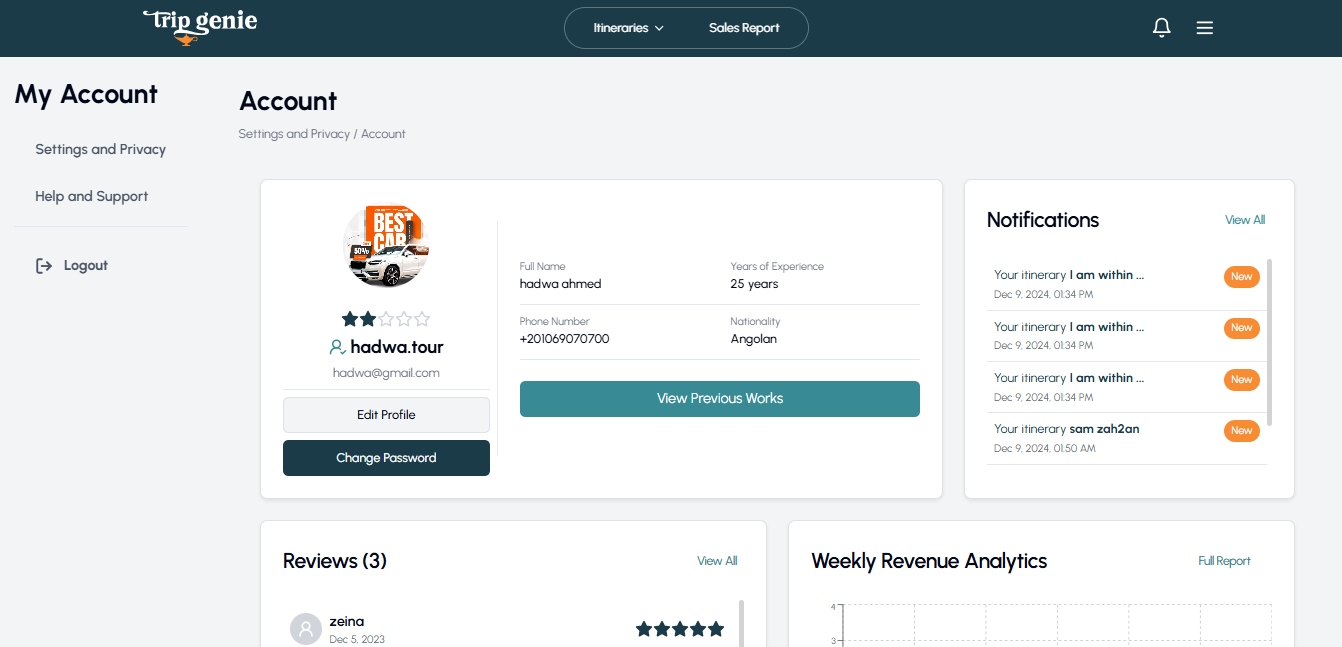 trip genie
Itineraries
Sales Report
My Account
Settings and Privacy
Help and Support
Logout
Account
Settings and Privacy / Account
BEST
CAR
50%
hadwa.tour
hadwa@gmail.com
Edit Profile
Change Password
Full Name
hadwa ahmed
Years of Experience
25 years
Phone Number
+201069070700
Nationality
Angolan
View Previous Works
Notifications
View All
Your itinerary I am within ...
New
Dec 9, 2024, 01:34 PM
Your itinerary I am within ...
New
Dec 9, 2024, 01:34 PM
Your itinerary I am within ...
New
Dec 9, 2024, 01:34 PM
Your itinerary sam zah2an
New
Dec 9, 2024, 01:50 AM
Reviews (3)
View All
zeina
Dec 5, 2023
Weekly Revenue Analytics
Full Report
4
3